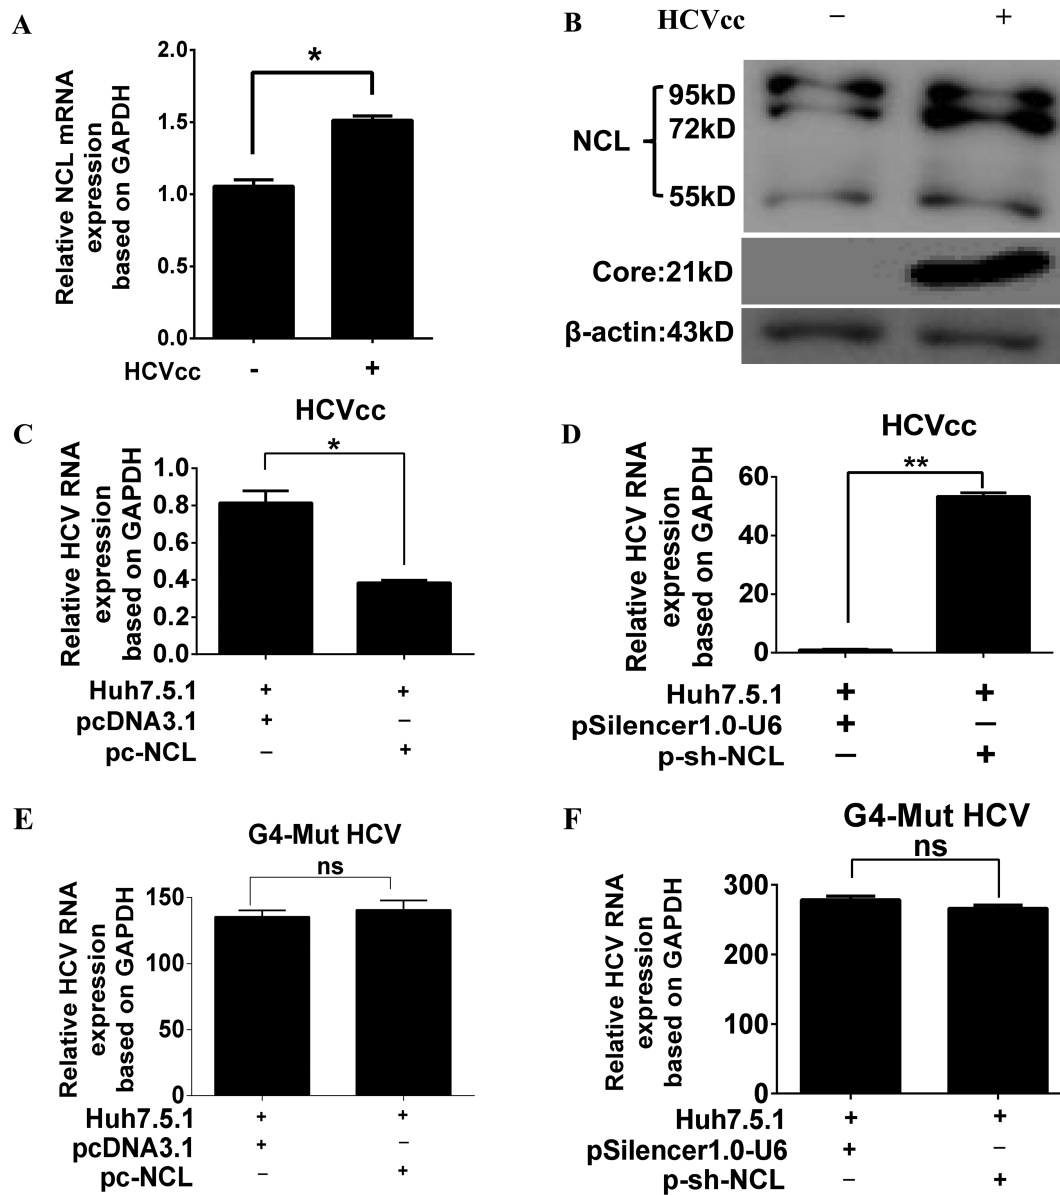 A
Relative NCL mRNA
expression
based on GAPDH
2.0
1.5
1.0
0.5
0.0
*
HCVcc - +
B
HCVcc − +
NCL
95kD
72kD
55kD
Core:21kD
β-actin:43kD
C
HCVcc
Relative HCV RNA
expression
based on GAPDH
1.0
0.8
0.6
0.4
0.2
0.0
*
Huh7.5.1 + +
pcDNA3.1 + −
pc-NCL − +
D
HCVcc
Relative HCV RNA
expression
based on GAPDH
60
40
20
0
**
Huh7.5.1 + +
pSilencer1.0-U6 + −
p-sh-NCL − +
E
G4-Mut HCV
ns
Relative HCV RNA
expression
based on GAPDH
150
100
50
0
Huh7.5.1 + +
pcDNA3.1 + −
pc-NCL − +
F
G4-Mut HCV
ns
Relative HCV RNA
expression
based on GAPDH
300
200
100
0
Huh7.5.1 + +
pSilencer1.0-U6 + −
p-sh-NCL − +